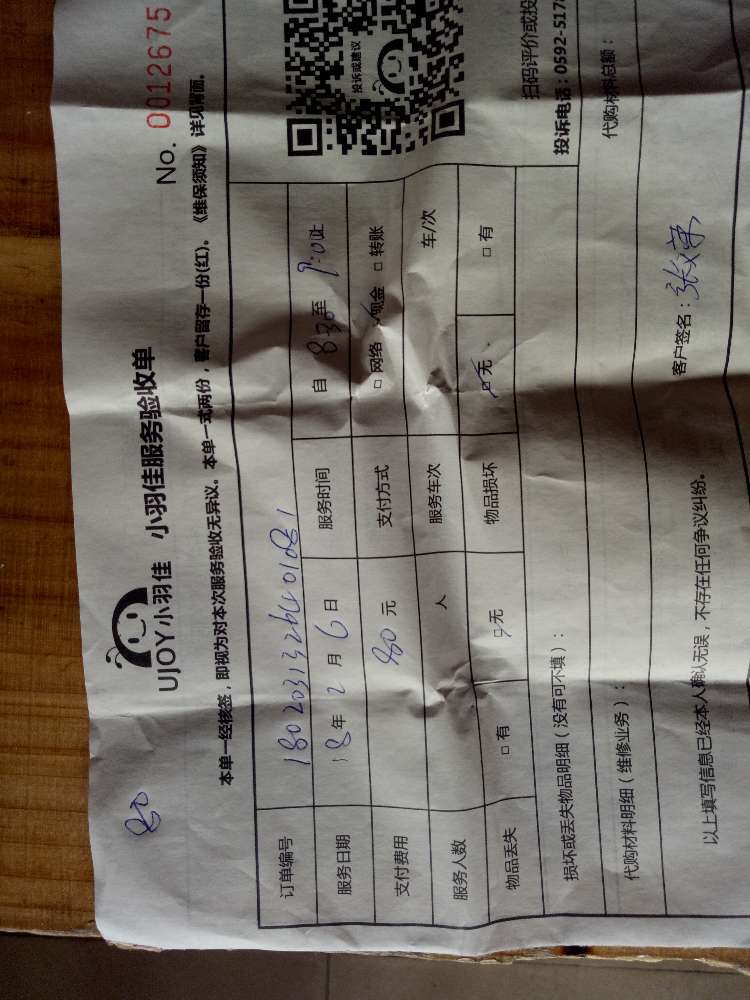 80
UJOY小羽佳 小羽佳服务验收单
No. 0012675
本单一经核签，即视为对本次服务验收无异议。本单一式两份，客户留存一份(红)。《维保须知》详见背面。
订单编号
服务日期 18年 2月 6日 服务时间 自 8:30 至 9:00止
支付费用 80元 支付方式 □ 网络 现金 □ 转账
服务人数 人 服务车次 车/次
物品丢失 □ 有 无 物品损坏 无 □ 有
损坏或丢失物品明细（没有可不填）：
代购材料明细（维修业务）： 代购材料总额：
以上填写信息已经本人确认无误，不存在任何争议纠纷。 客户签名：
投诉或建议
扫码评价或投
投诉电话：0592-517